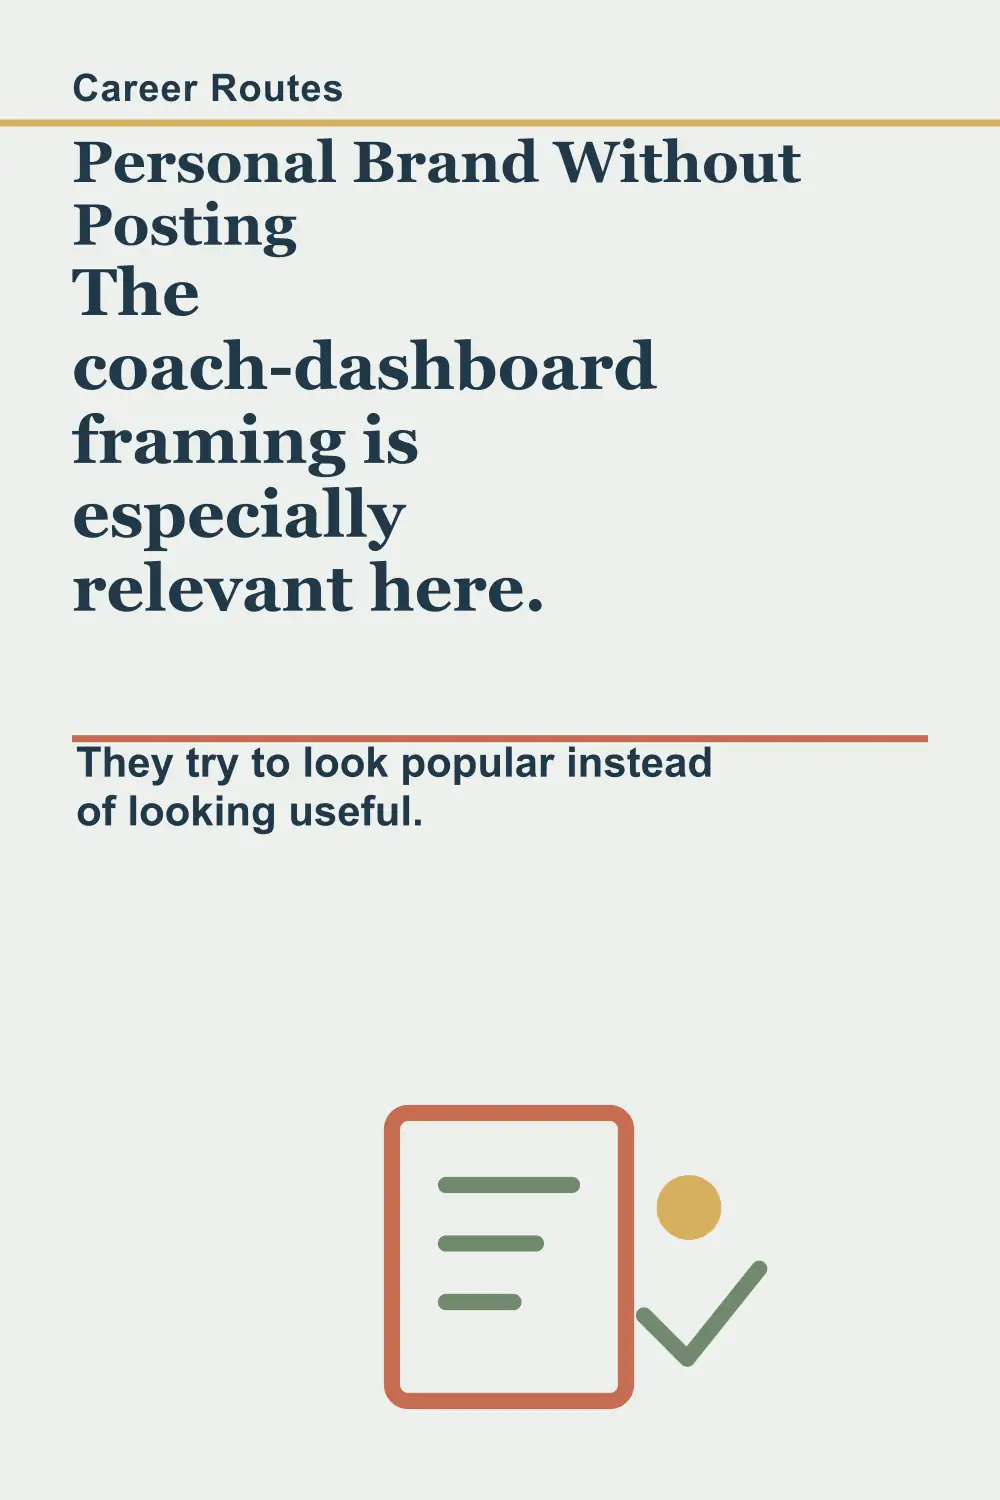 Career Routes
Personal Brand Without
Posting
The
coach-dashboard
framing is
especially
relevant here.
They try to look popular instead
of looking useful.